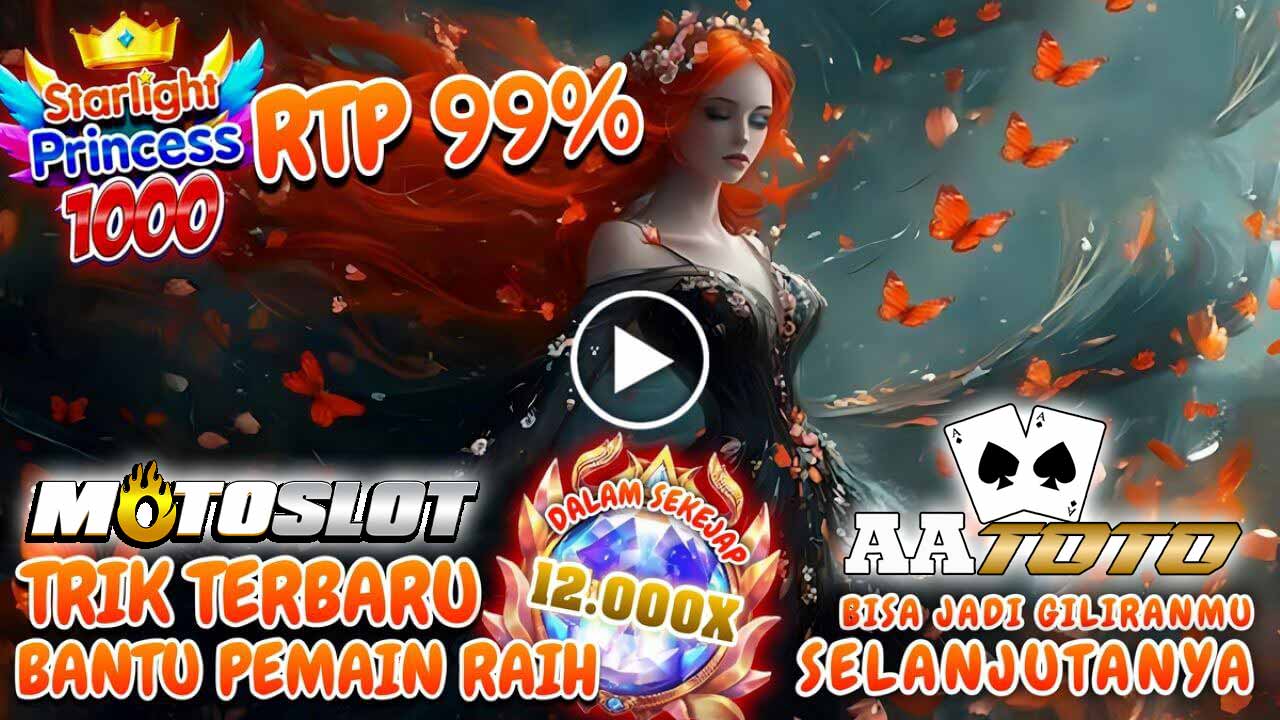 Starlight
Princess
1000
RTP 99%
MOTOSLOT
TRIK TERBARU
BANTU PEMAIN RAIH
DALAM SEKEJAP
12.000X
A
A
A
AATOTO
BISA JADI GILIRANMU
SELANJUTANYA